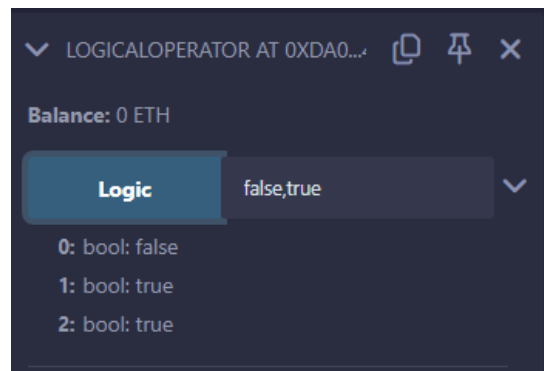 LOGICALOPERATOR AT 0XDA0...
Balance: 0 ETH
Logic false,true
0: bool: false
1: bool: true
2: bool: true